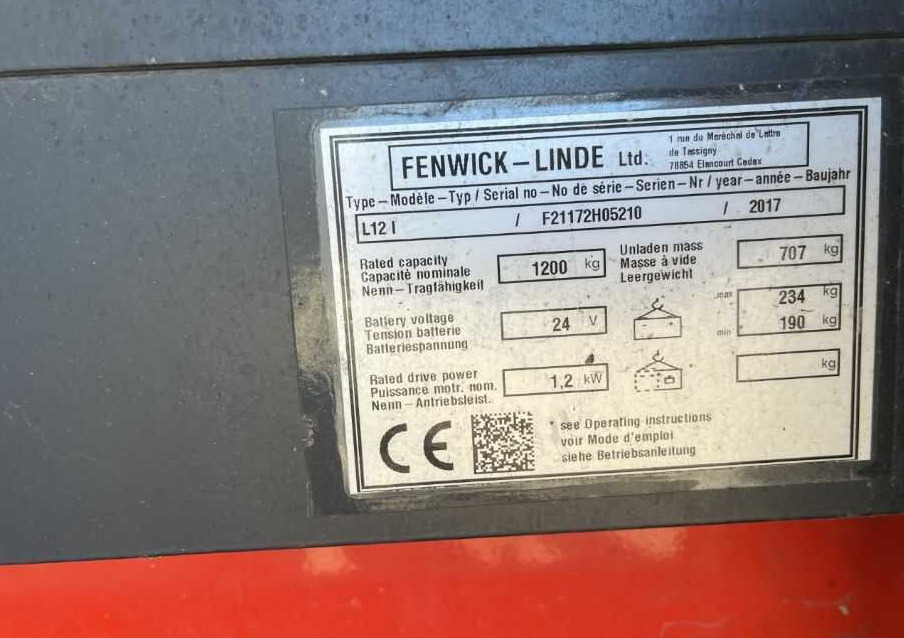 FENWICK – LINDE Ltd.
1 rue du Maréchal de Lattre
de Tassigny
78854 Elancourt Cedex
Type – Modèle – Typ / Serial no – No de série – Serien – Nr / year – année – Baujahr
L12 I / F21172H05210 / 2017
Rated capacity
Capacité nominale
Nenn – Tragfähigkeit
1200 kg
Unladen mass
Masse à vide
Leergewicht
707 kg
Battery voltage
Tension batterie
Batteriespannung
24 V
max 234 kg
min 190 kg
Rated drive power
Puissance motr. nom.
Nenn – Antriebsleist.
1,2 kW
kg
CE
* see Operating instructions
voir Mode d'emploi
siehe Betriebsanleitung